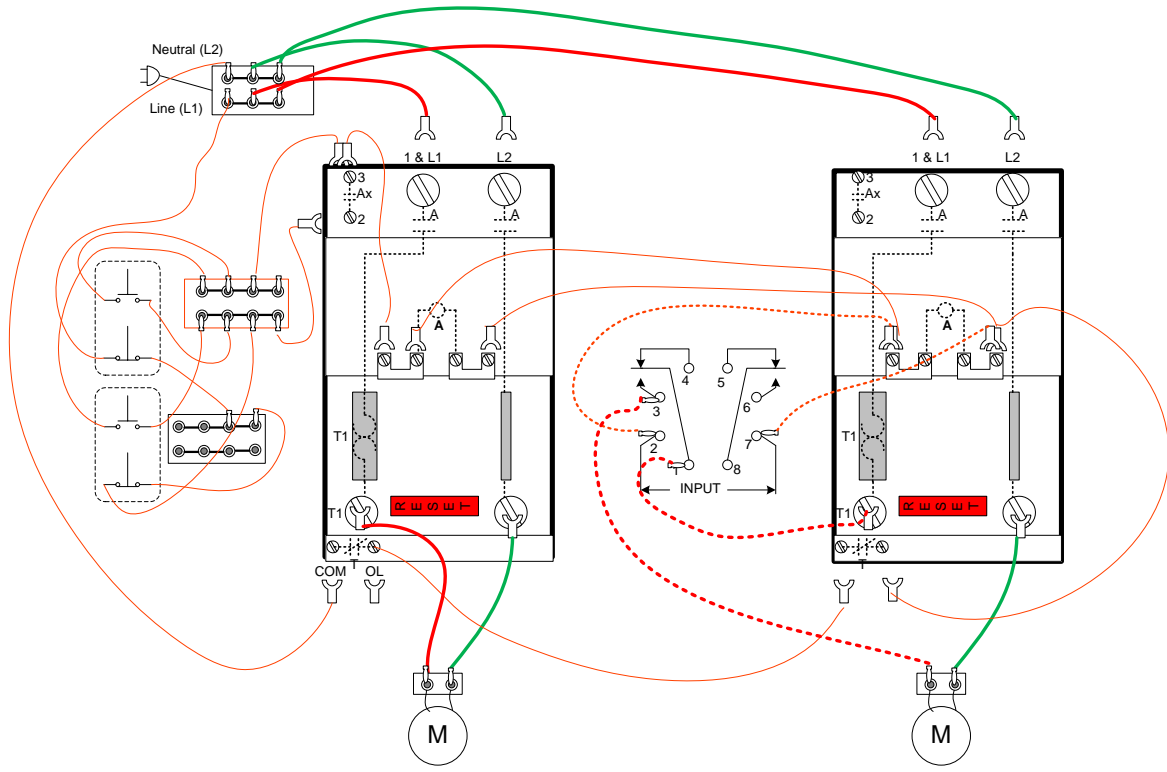 Neutral (L2)
Line (L1)
1 & L1
L2
1 & L1
L2
3
Ax
2
A
A
3
Ax
2
A
A
A
A
4
5
3
6
2
7
1
8
INPUT
T1
T1
RESET
RESET
T1
T1
T
T
COM
OL
M
M